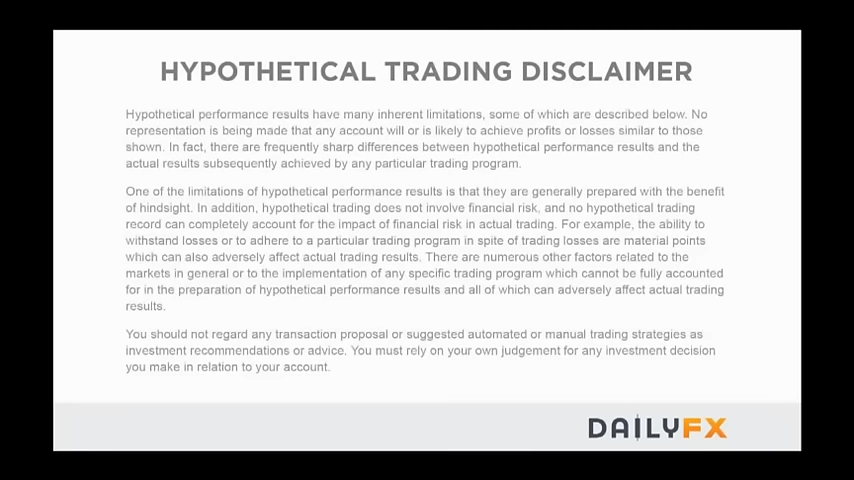 HYPOTHETICAL TRADING DISCLAIMER
Hypothetical performance results have many inherent limitations, some of which are described below. No
representation is being made that any account will or is likely to achieve profits or losses similar to those
shown. In fact, there are frequently sharp differences between hypothetical performance results and the
actual results subsequently achieved by any particular trading program.
One of the limitations of hypothetical performance results is that they are generally prepared with the benefit
of hindsight. In addition, hypothetical trading does not involve financial risk, and no hypothetical trading
record can completely account for the impact of financial risk in actual trading. For example, the ability to
withstand losses or to adhere to a particular trading program in spite of trading losses are material points
which can also adversely affect actual trading results. There are numerous other factors related to the
markets in general or to the implementation of any specific trading program which cannot be fully accounted
for in the preparation of hypothetical performance results and all of which can adversely affect actual trading
results.
You should not regard any transaction proposal or suggested automated or manual trading strategies as
investment recommendations or advice. You must rely on your own judgement for any investment decision
you make in relation to your account.
DAILYFX